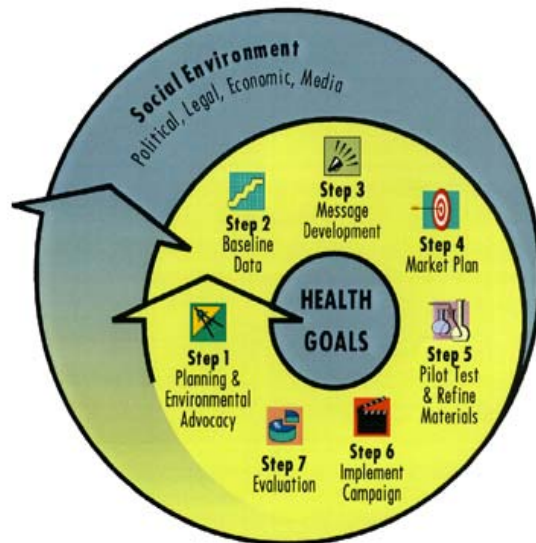 Social Environment
Political, Legal, Economic, Media
Step 1
Planning &
Environmental
Advocacy
Step 2
Baseline
Data
Step 3
Message
Development
Step 4
Market Plan
Step 5
Pilot Test
& Refine
Materials
Step 6
Implement
Campaign
Step 7
Evaluation
HEALTH
GOALS